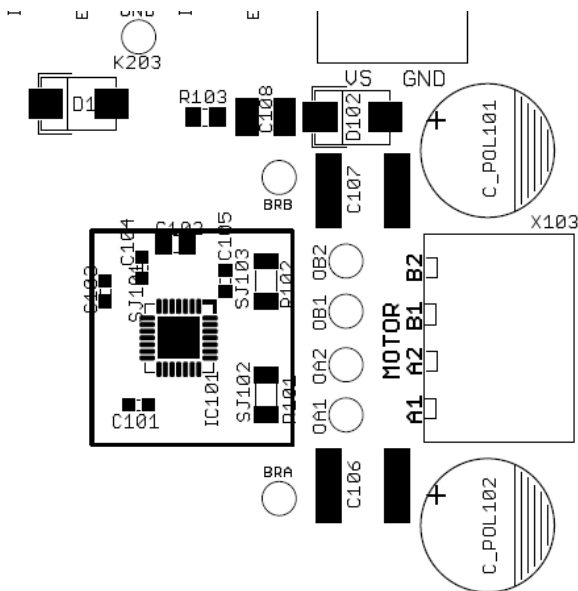 GND
K203
D1
R103
C108
VS
GND
D102
C_POL101
C107
BRB
X103
C102
C104
C105
C103
SJ101
SJ103
R102
OB2
OB1
OA2
OA1
MOTOR
B2
B1
A2
A1
IC101
SJ102
R101
C101
BRA
C106
C_POL102